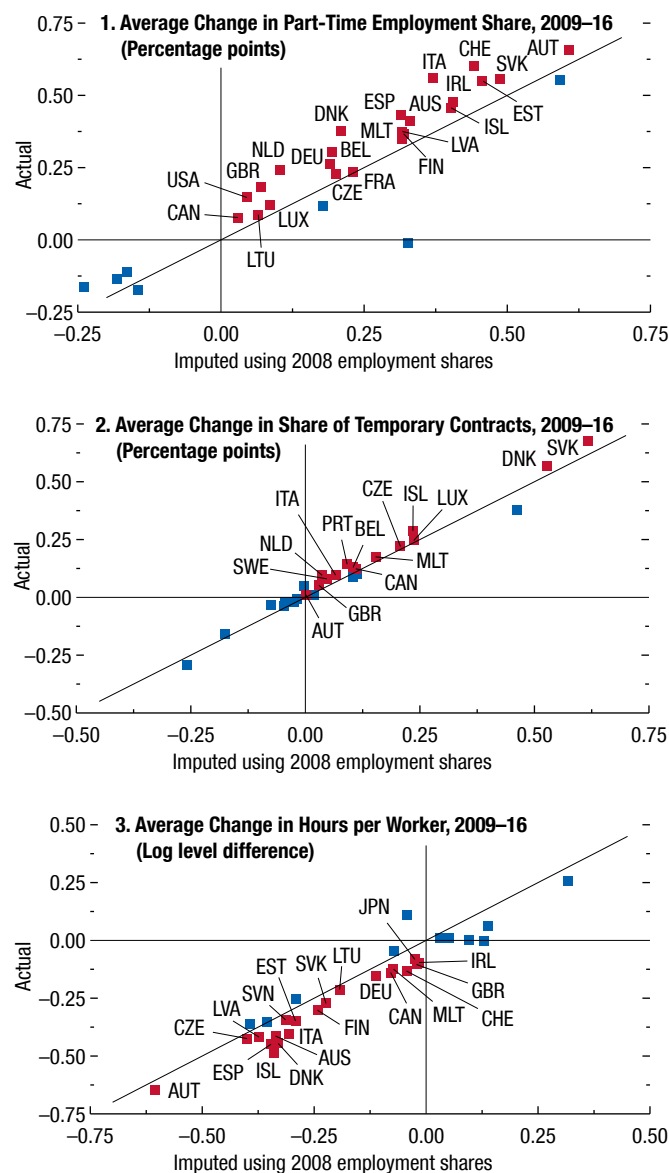 1. Average Change in Part-Time Employment Share, 2009–16
(Percentage points)
0.75
0.50
0.25
0.00
–0.25
Actual
ITA
CHE
SVK
AUT
DNK
ESP
AUS
IRL
EST
ISL
MLT
LVA
FIN
NLD
DEU
BEL
USA
GBR
CZE
FRA
CAN
LUX
LTU
–0.25
0.00
0.25
0.50
0.75
Imputed using 2008 employment shares
2. Average Change in Share of Temporary Contracts, 2009–16
(Percentage points)
0.75
0.50
0.25
0.00
–0.25
–0.50
Actual
DNK
SVK
ITA
CZE
ISL
LUX
PRT
BEL
NLD
SWE
MLT
CAN
GBR
AUT
–0.50
0.00
0.50
Imputed using 2008 employment shares
3. Average Change in Hours per Worker, 2009–16
(Log level difference)
0.50
0.25
0.00
–0.25
–0.50
–0.75
Actual
JPN
IRL
EST
SVK
LTU
GBR
SVN
DEU
CAN
MLT
CHE
LVA
FIN
CZE
ITA
AUS
ESP
ISL
DNK
AUT
–0.75
–0.50
–0.25
0.00
0.25
0.50
Imputed using 2008 employment shares